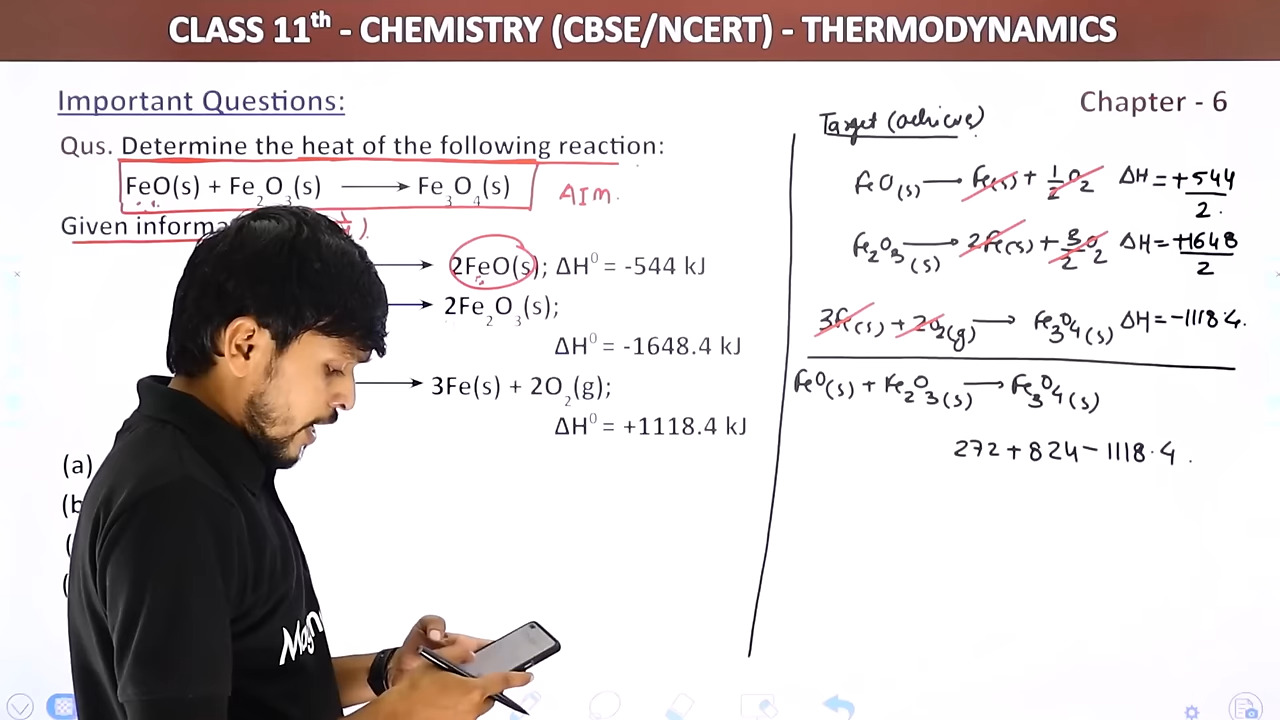 CLASS 11th - CHEMISTRY (CBSE/NCERT) - THERMODYNAMICS
Important Questions:
Chapter - 6
Qus. Determine the heat of the following reaction:
FeO(s) + Fe₂O₃(s) ⟶ Fe₃O₄(s) AIM.
Given
2FeO(s); ΔH⁰ = -544 kJ
2Fe₂O₃(s);
ΔH⁰ = -1648.4 kJ
3Fe(s) + 2O₂(g);
ΔH⁰ = +1118.4 kJ
(a)
Target (achieve)
FeO(s) ⟶ Fe(s) + 1/2 O₂ ΔH = +544/2.
Fe₂O₃(s) ⟶ 2Fe(s) + 3/2 O₂ ΔH = +1648/2
3Fe(s) + 2O₂(g) ⟶ Fe₃O₄(s) ΔH = -1118.4.
FeO(s) + Fe₂O₃(s) ⟶ Fe₃O₄(s)
272 + 824 - 1118.4.